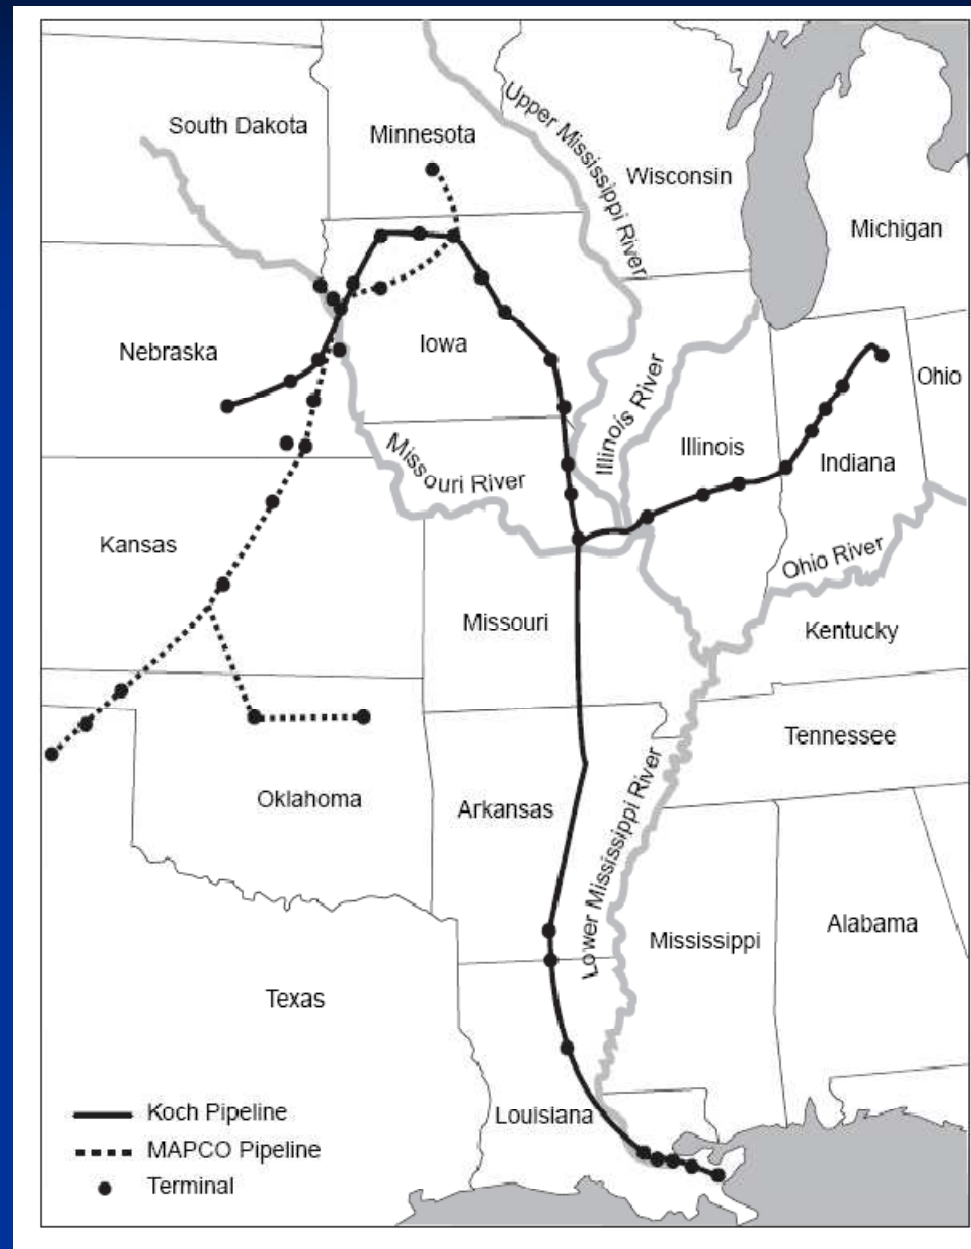 South Dakota
Minnesota
Upper Mississippi River
Wisconsin
Michigan
Nebraska
Iowa
Illinois River
Ohio
Missouri River
Illinois
Indiana
Kansas
Ohio River
Missouri
Kentucky
Tennessee
Oklahoma
Arkansas
Lower Mississippi River
Mississippi
Alabama
Texas
Louisiana
Koch Pipeline
MAPCO Pipeline
Terminal